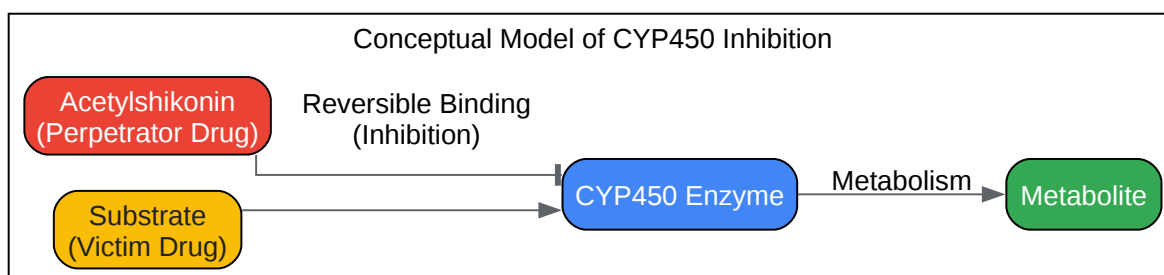 Conceptual Model of CYP450 Inhibition
Acetylshikonin
(Perpetrator Drug)
Reversible Binding
(Inhibition)
Substrate
(Victim Drug)
CYP450 Enzyme
Metabolism
Metabolite